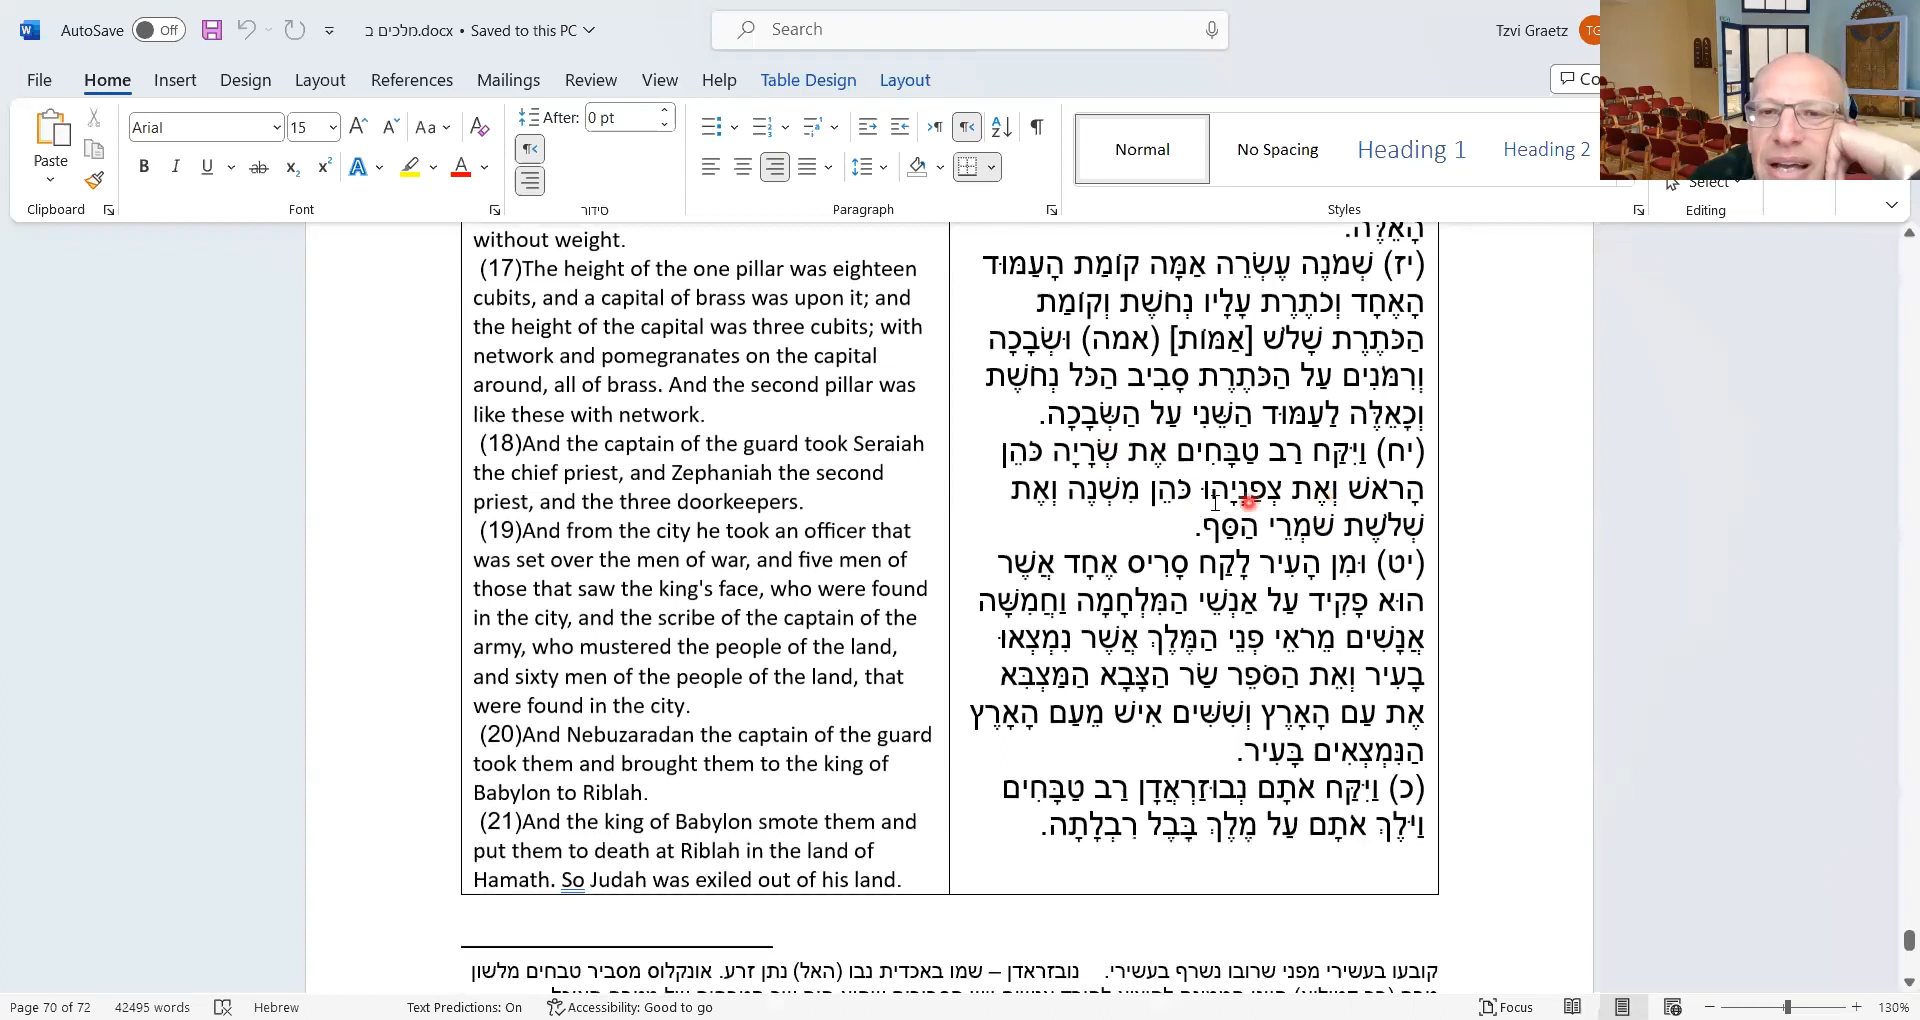 AutoSave Off
מלכים ב.docx • Saved to this PC
Search
Tzvi Graetz
TG
File Home Insert Design Layout References Mailings Review View Help Table Design Layout
Co
Paste
Clipboard
Arial
15
Aa
B I U ab x₂ x² A A
Font
After: 0 pt
סידור
Paragraph
Normal
No Spacing
Heading 1
Heading 2
Styles
Select
Editing
without weight.
(17)The height of the one pillar was eighteen
cubits, and a capital of brass was upon it; and
the height of the capital was three cubits; with
network and pomegranates on the capital
around, all of brass. And the second pillar was
like these with network.
(18)And the captain of the guard took Seraiah
the chief priest, and Zephaniah the second
priest, and the three doorkeepers.
(19)And from the city he took an officer that
was set over the men of war, and five men of
those that saw the king's face, who were found
in the city, and the scribe of the captain of the
army, who mustered the people of the land,
and sixty men of the people of the land, that
were found in the city.
(20)And Nebuzaradan the captain of the guard
took them and brought them to the king of
Babylon to Riblah.
(21)And the king of Babylon smote them and
put them to death at Riblah in the land of
Hamath. So Judah was exiled out of his land.
הָאֵלֶּה.
(יז) שְׁמֹנֶה עֶשְׂרֵה אַמָּה קוֹמַת הָעַמּוּד
הָאֶחָד וְכֹתֶרֶת עָלָיו נְחֹשֶׁת וְקוֹמַת
הַכֹּתֶרֶת שָׁלֹשׁ [אַמּוֹת] (אמה) וּשְׂבָכָה
וְרִמֹּנִים עַל הַכֹּתֶרֶת סָבִיב הַכֹּל נְחֹשֶׁת
וְכָאֵלֶּה לַעַמּוּד הַשֵּׁנִי עַל הַשְּׂבָכָה.
(יח) וַיִּקַּח רַב טַבָּחִים אֶת שְׂרָיָה כֹּהֵן
הָרֹאשׁ וְאֶת צְפַנְיָהוּ כֹּהֵן מִשְׁנֶה וְאֶת
שְׁלֹשֶׁת שֹׁמְרֵי הַסַּף.
(יט) וּמִן הָעִיר לָקַח סָרִיס אֶחָד אֲשֶׁר
הוּא פָקִיד עַל אַנְשֵׁי הַמִּלְחָמָה וַחֲמִשָּׁה
אֲנָשִׁים מֵרֹאֵי פְנֵי הַמֶּלֶךְ אֲשֶׁר נִמְצְאוּ
בָעִיר וְאֵת הַסֹּפֵר שַׂר הַצָּבָא הַמַּצְבִּא
אֶת עַם הָאָרֶץ וְשִׁשִּׁים אִישׁ מֵעַם הָאָרֶץ
הַנִּמְצְאִים בָּעִיר.
(כ) וַיִּקַּח אֹתָם נְבוּזַרְאֲדָן רַב טַבָּחִים
וַיֹּלֶךְ אֹתָם עַל מֶלֶךְ בָּבֶל רִבְלָתָה.
קובעו בעשירי מפני שרובו נשרף בעשירי. נובזראדן – שמו באכדית נבו (האל) נתן זרע. אונקלוס מסביר טבחים מלשון
Page 70 of 72 42495 words Hebrew Text Predictions: On Accessibility: Good to go Focus 130%